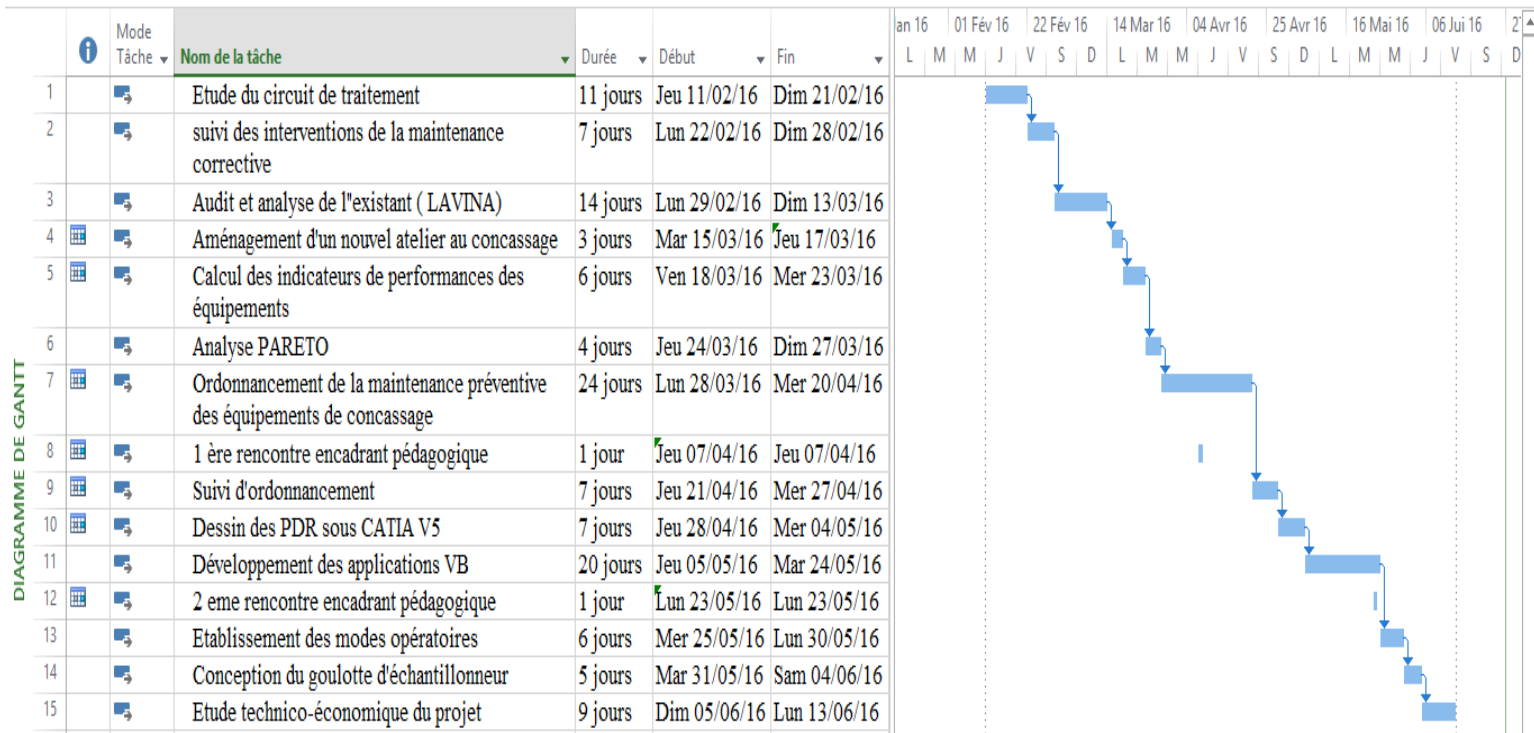 an 16 01 Fév 16 22 Fév 16 14 Mar 16 04 Avr 16 25 Avr 16 16 Mai 16 06 Jui 16 27
Mode
Tâche Nom de la tâche Durée Début Fin L M M J V S D L M M J V S D L M M J V S D
1 Etude du circuit de traitement 11 jours Jeu 11/02/16 Dim 21/02/16
2 suivi des interventions de la maintenance 7 jours Lun 22/02/16 Dim 28/02/16
corrective
3 Audit et analyse de l"existant ( LAVINA) 14 jours Lun 29/02/16 Dim 13/03/16
4 Aménagement d'un nouvel atelier au concassage 3 jours Mar 15/03/16 Jeu 17/03/16
5 Calcul des indicateurs de performances des 6 jours Ven 18/03/16 Mer 23/03/16
équipements
6 Analyse PARETO 4 jours Jeu 24/03/16 Dim 27/03/16
7 Ordonnancement de la maintenance préventive 24 jours Lun 28/03/16 Mer 20/04/16
des équipements de concassage
8 1 ère rencontre encadrant pédagogique 1 jour Jeu 07/04/16 Jeu 07/04/16
9 Suivi d'ordonnancement 7 jours Jeu 21/04/16 Mer 27/04/16
10 Dessin des PDR sous CATIA V5 7 jours Jeu 28/04/16 Mer 04/05/16
11 Développement des applications VB 20 jours Jeu 05/05/16 Mar 24/05/16
12 2 eme rencontre encadrant pédagogique 1 jour Lun 23/05/16 Lun 23/05/16
13 Etablissement des modes opératoires 6 jours Mer 25/05/16 Lun 30/05/16
14 Conception du goulotte d'échantillonneur 5 jours Mar 31/05/16 Sam 04/06/16
15 Etude technico-économique du projet 9 jours Dim 05/06/16 Lun 13/06/16
DIAGRAMME DE GANTT